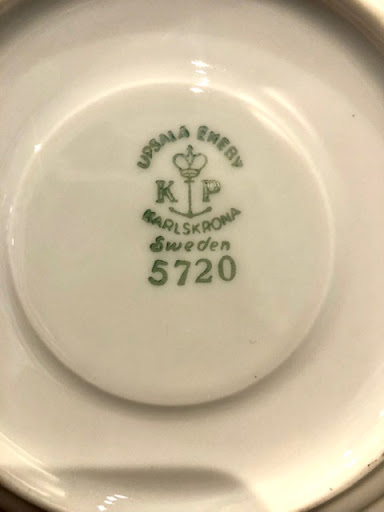 UPSALA EKEBY
K P
KARLSKRONA
Sweden
5720